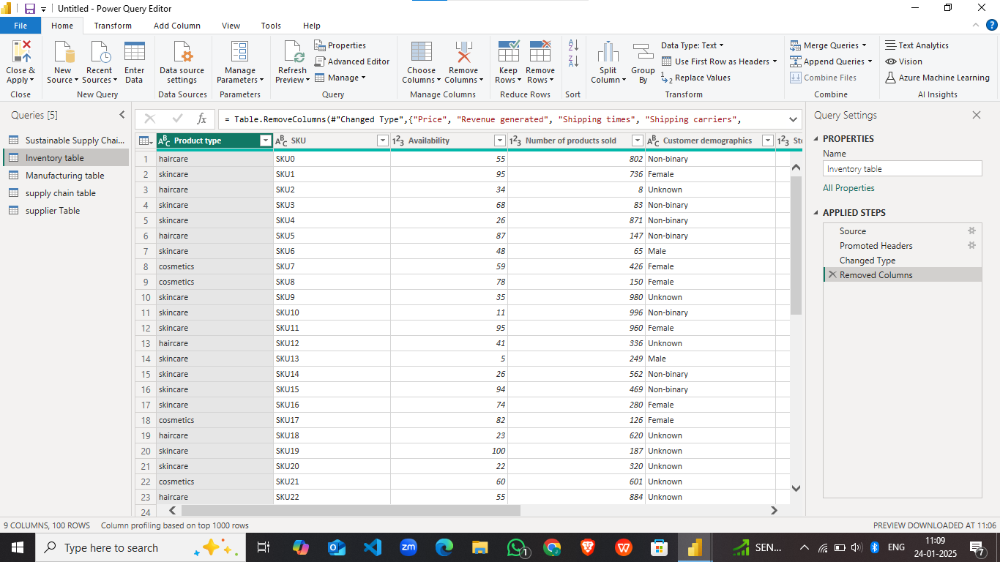 Untitled - Power Query Editor
File Home Transform Add Column View Tools Help
Close & Apply
Close
New Source
Recent Sources
Enter Data
New Query
Data source settings
Data Sources
Manage Parameters
Parameters
Refresh Preview
Properties
Advanced Editor
Manage
Query
Choose Columns
Remove Columns
Manage Columns
Keep Rows
Remove Rows
Reduce Rows
Sort
Split Column
Group By
Data Type: Text
Use First Row as Headers
Replace Values
Transform
Merge Queries
Append Queries
Combine Files
Combine
Text Analytics
Vision
Azure Machine Learning
AI Insights
Queries [5]
Sustainable Supply Chai...
Inventory table
Manufacturing table
supply chain table
supplier Table
= Table.RemoveColumns(#"Changed Type",{"Price", "Revenue generated", "Shipping times", "Shipping carriers",
Product type SKU Availability Number of products sold Customer demographics
1 haircare SKU0 55 802 Non-binary
2 skincare SKU1 95 736 Female
3 haircare SKU2 34 8 Unknown
4 skincare SKU3 68 83 Non-binary
5 skincare SKU4 26 871 Non-binary
6 haircare SKU5 87 147 Non-binary
7 skincare SKU6 48 65 Male
8 cosmetics SKU7 59 426 Female
9 cosmetics SKU8 78 150 Female
10 skincare SKU9 35 980 Unknown
11 skincare SKU10 11 996 Non-binary
12 skincare SKU11 95 960 Female
13 haircare SKU12 41 336 Unknown
14 skincare SKU13 5 249 Male
15 skincare SKU14 26 562 Non-binary
16 skincare SKU15 94 469 Non-binary
17 skincare SKU16 74 280 Female
18 cosmetics SKU17 82 126 Female
19 haircare SKU18 23 620 Unknown
20 skincare SKU19 100 187 Unknown
21 skincare SKU20 22 320 Unknown
22 cosmetics SKU21 60 601 Unknown
23 haircare SKU22 55 884 Unknown
24
Query Settings
PROPERTIES
Name
Inventory table
All Properties
APPLIED STEPS
Source
Promoted Headers
Changed Type
Removed Columns
9 COLUMNS, 100 ROWS Column profiling based on top 1000 rows
PREVIEW DOWNLOADED AT 11:06
Type here to search
SEN...
ENG
11:09
24-01-2025